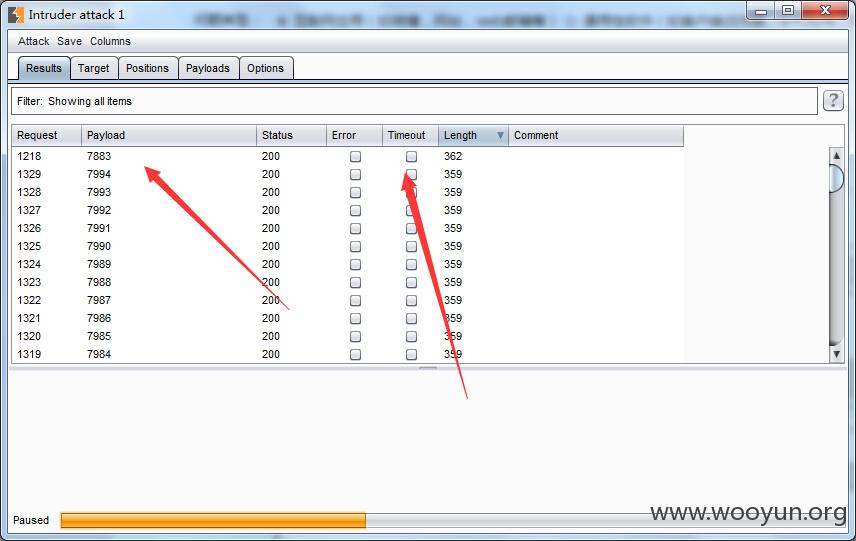 Intruder attack 1
Attack Save Columns
Results Target Positions Payloads Options
Filter: Showing all items ?
Request Payload Status Error Timeout Length Comment
1218 7883 200 362
1329 7994 200 359
1328 7993 200 359
1327 7992 200 359
1326 7991 200 359
1325 7990 200 359
1324 7989 200 359
1323 7988 200 359
1322 7987 200 359
1321 7986 200 359
1320 7985 200 359
1319 7984 200 359
Paused
www.wooyun.org